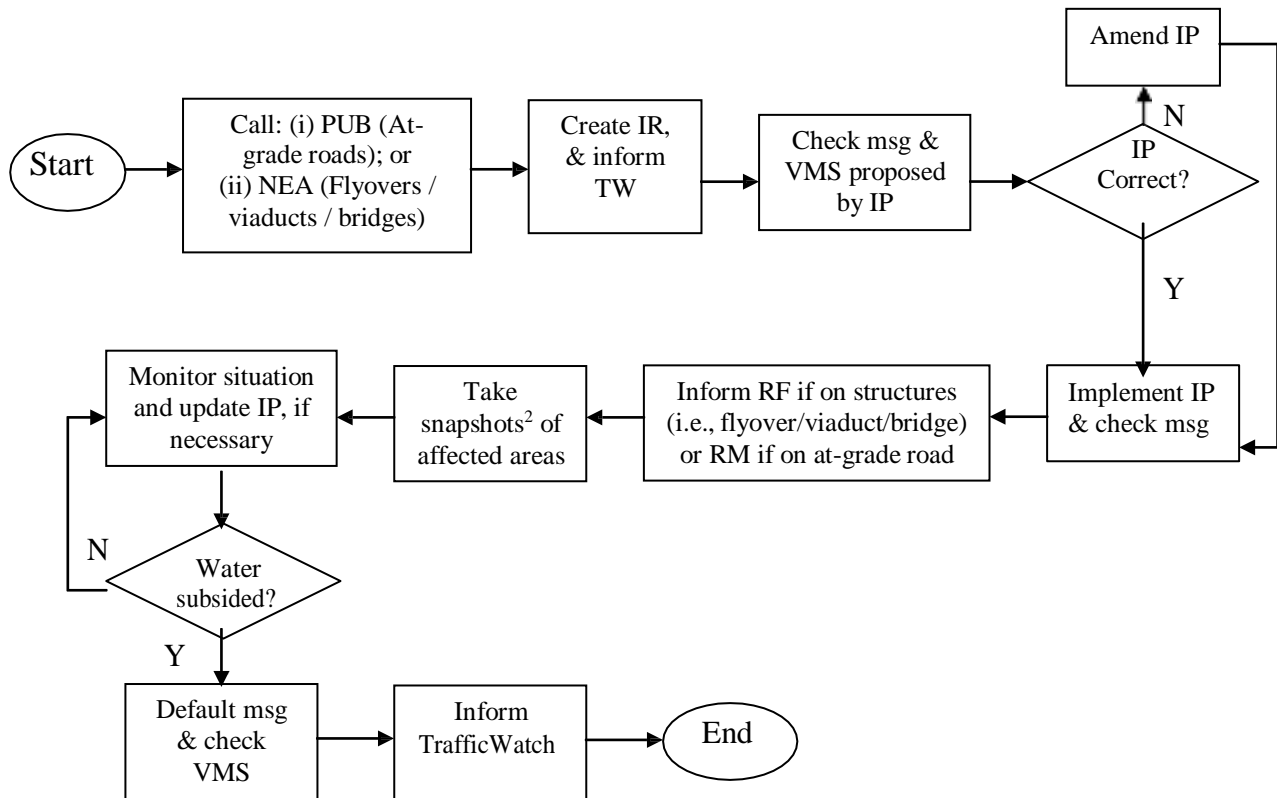 Start
Call: (i) PUB (At-
grade roads); or
(ii) NEA (Flyovers /
viaducts / bridges)
Create IR,
& inform
TW
Check msg &
VMS proposed
by IP
IP
Correct?
N
Amend IP
Y
Implement IP
& check msg
Inform RF if on structures
(i.e., flyover/viaduct/bridge)
or RM if on at-grade road
Take
snapshots² of
affected areas
Monitor situation
and update IP, if
necessary
Water
subsided?
N
Y
Default msg
& check
VMS
Inform
TrafficWatch
End